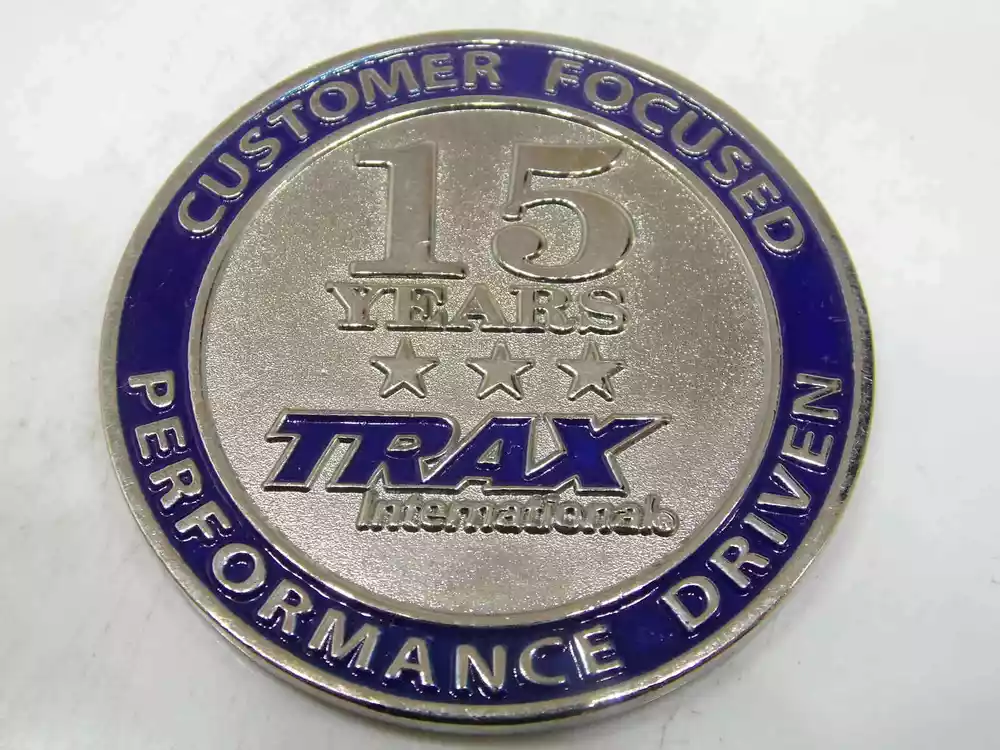 CUSTOMER FOCUSED
15
YEARS
TRAX
International®
PERFORMANCE DRIVEN